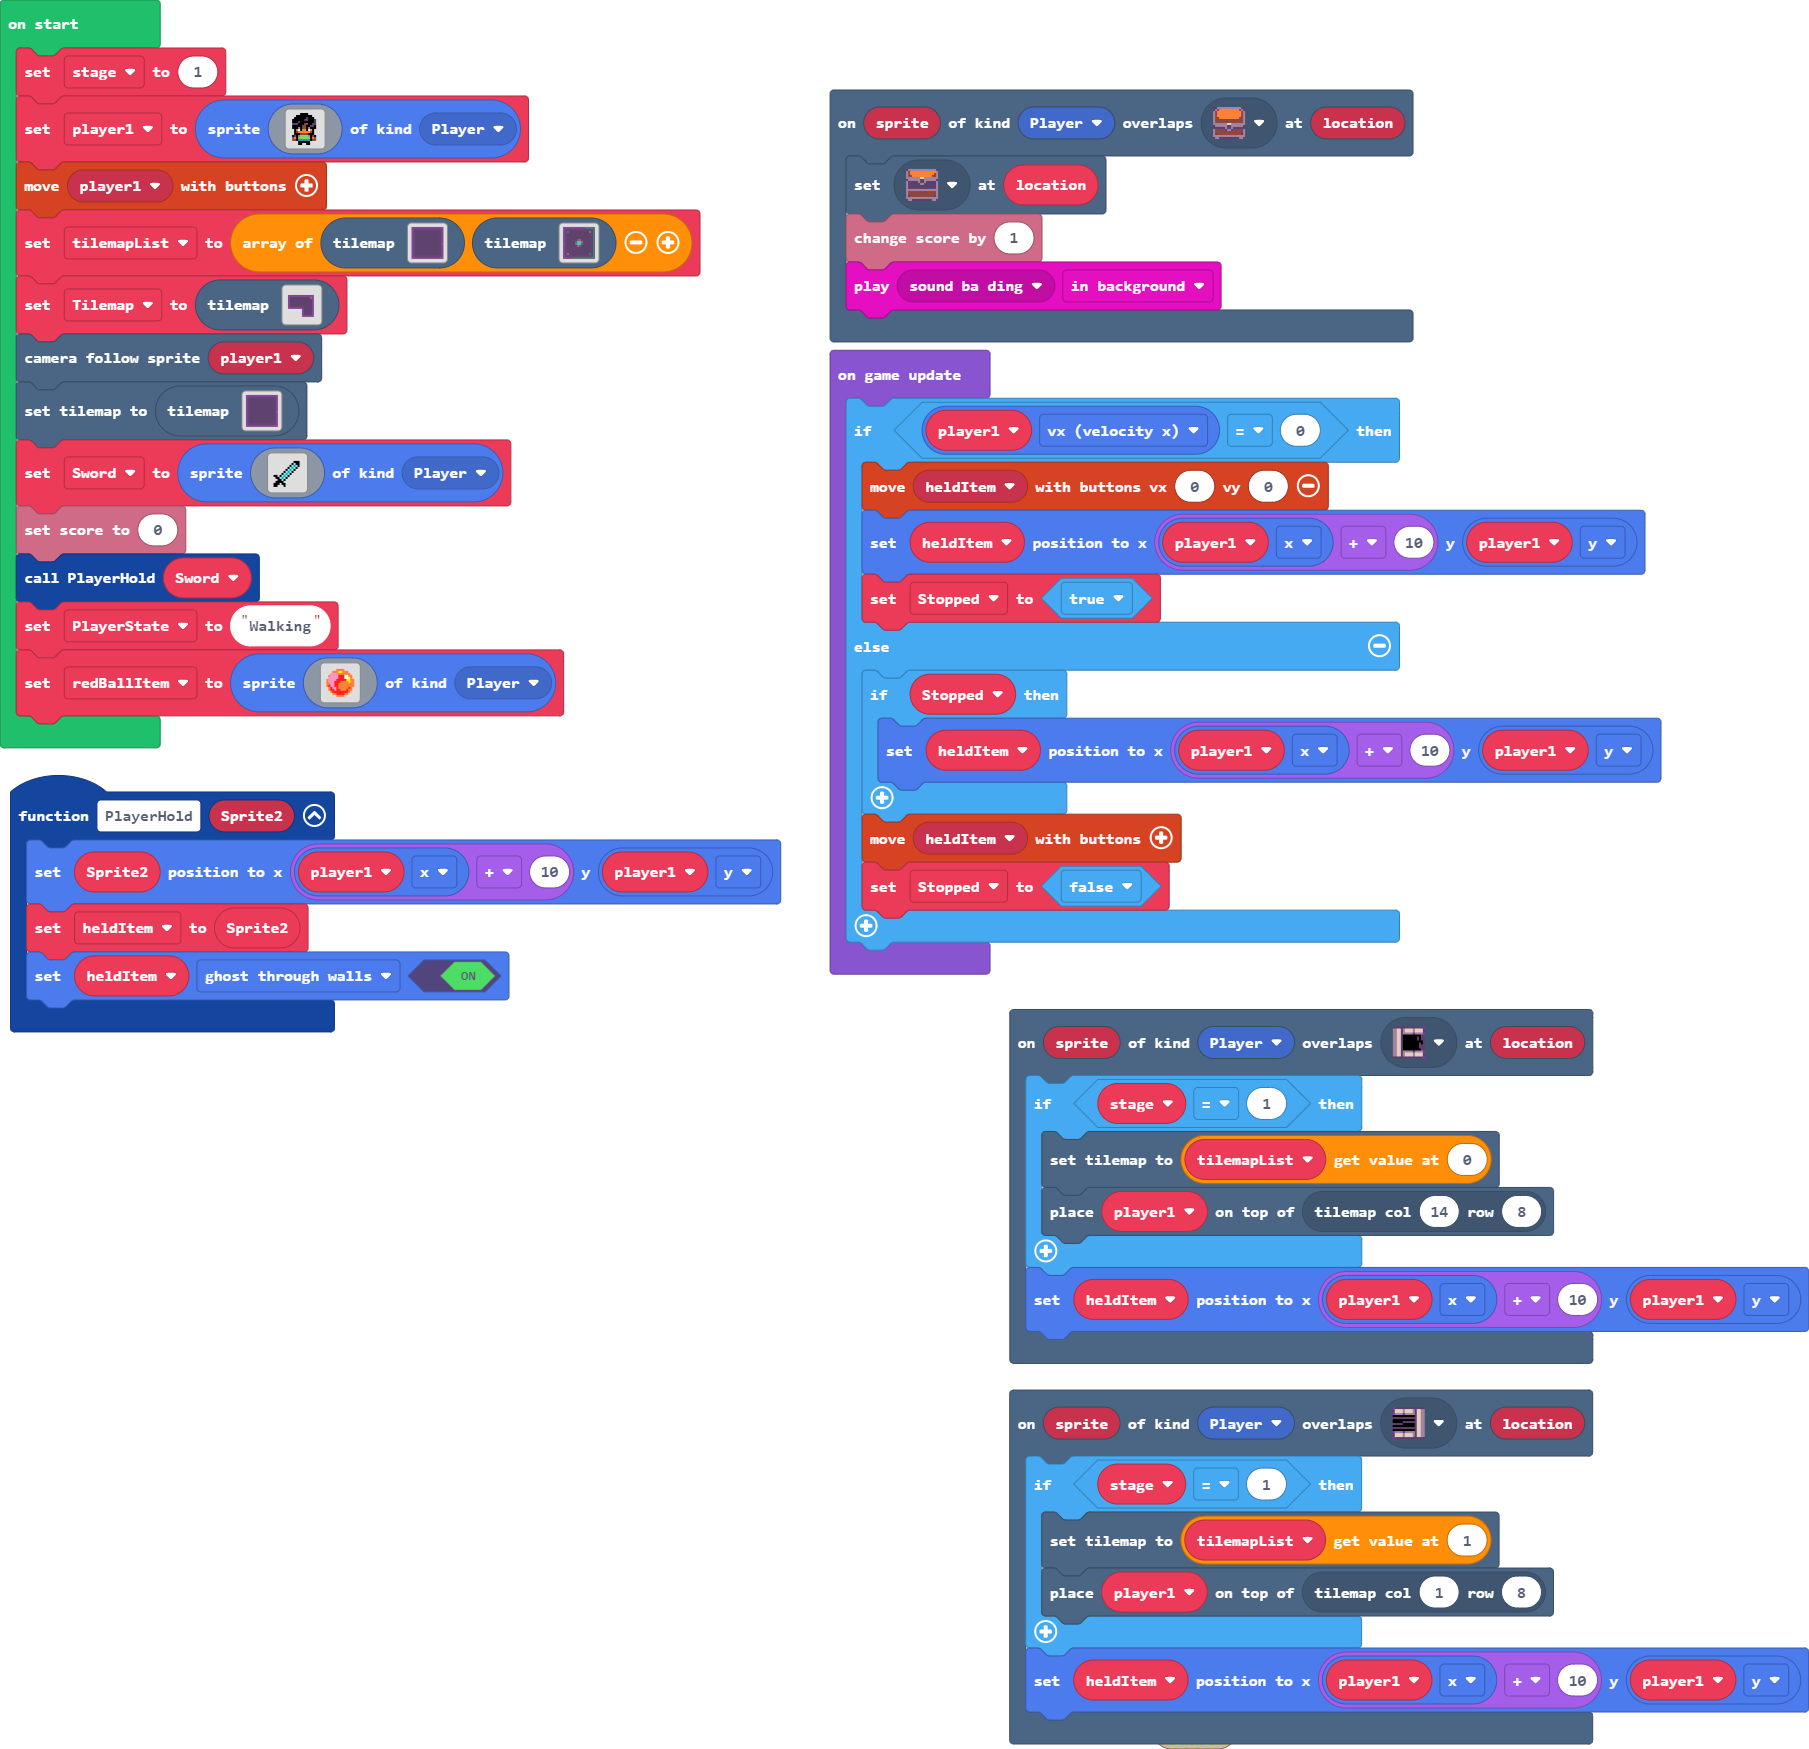 on start
set stage to 1
set player1 to sprite of kind Player
move player1 with buttons
set tilemapList to array of tilemap tilemap
set Tilemap to tilemap
camera follow sprite player1
set tilemap to tilemap
set Sword to sprite of kind Player
set score to 0
call PlayerHold Sword
set PlayerState to "Walking"
set redBallItem to sprite of kind Player
function PlayerHold Sprite2
set Sprite2 position to x player1 x + 10 y player1 y
set heldItem to Sprite2
set heldItem ghost through walls ON
on sprite of kind Player overlaps at location
set at location
change score by 1
play sound ba ding in background
on game update
if player1 vx (velocity x) = 0 then
move heldItem with buttons vx 0 vy 0
set heldItem position to x player1 x + 10 y player1 y
set Stopped to true
else
if Stopped then
set heldItem position to x player1 x + 10 y player1 y
move heldItem with buttons
set Stopped to false
on sprite of kind Player overlaps at location
if stage = 1 then
set tilemap to tilemapList get value at 0
place player1 on top of tilemap col 14 row 8
set heldItem position to x player1 x + 10 y player1 y
on sprite of kind Player overlaps at location
if stage = 1 then
set tilemap to tilemapList get value at 1
place player1 on top of tilemap col 1 row 8
set heldItem position to x player1 x + 10 y player1 y